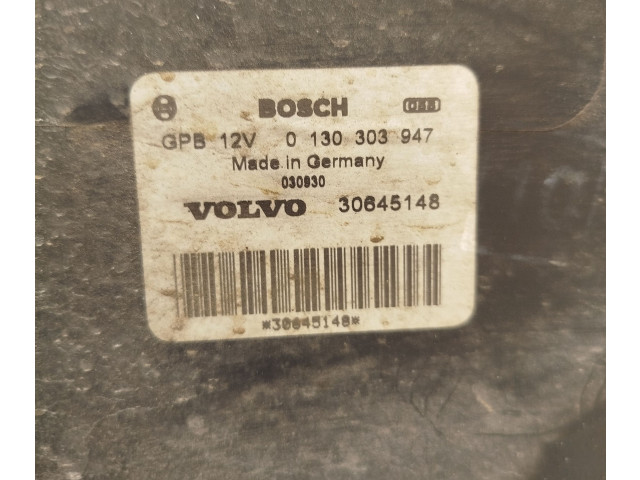 BOSCH
GPB 12V 0 130 303 947
Made in Germany
030930
VOLVO 30645148
*30645148*